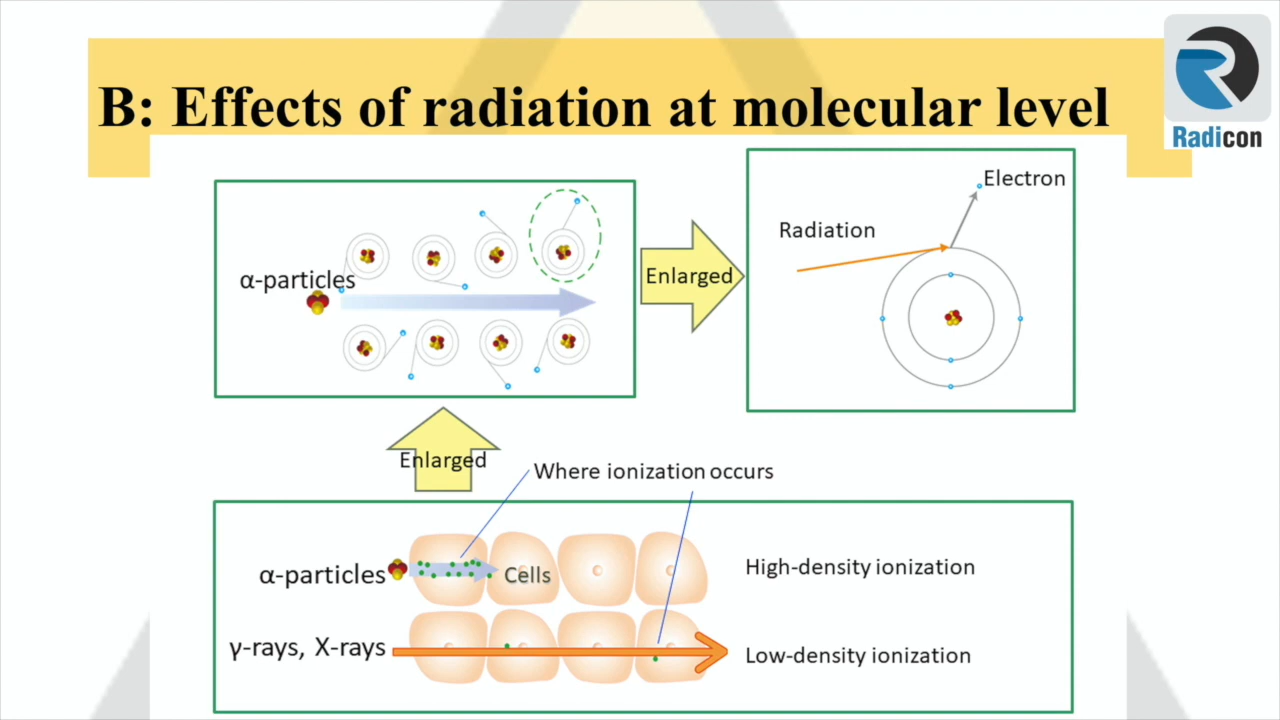 B: Effects of radiation at molecular level
Radicon
α-particles
Enlarged
Electron
Radiation
Enlarged
Where ionization occurs
α-particles
Cells
High-density ionization
γ-rays, X-rays
Low-density ionization